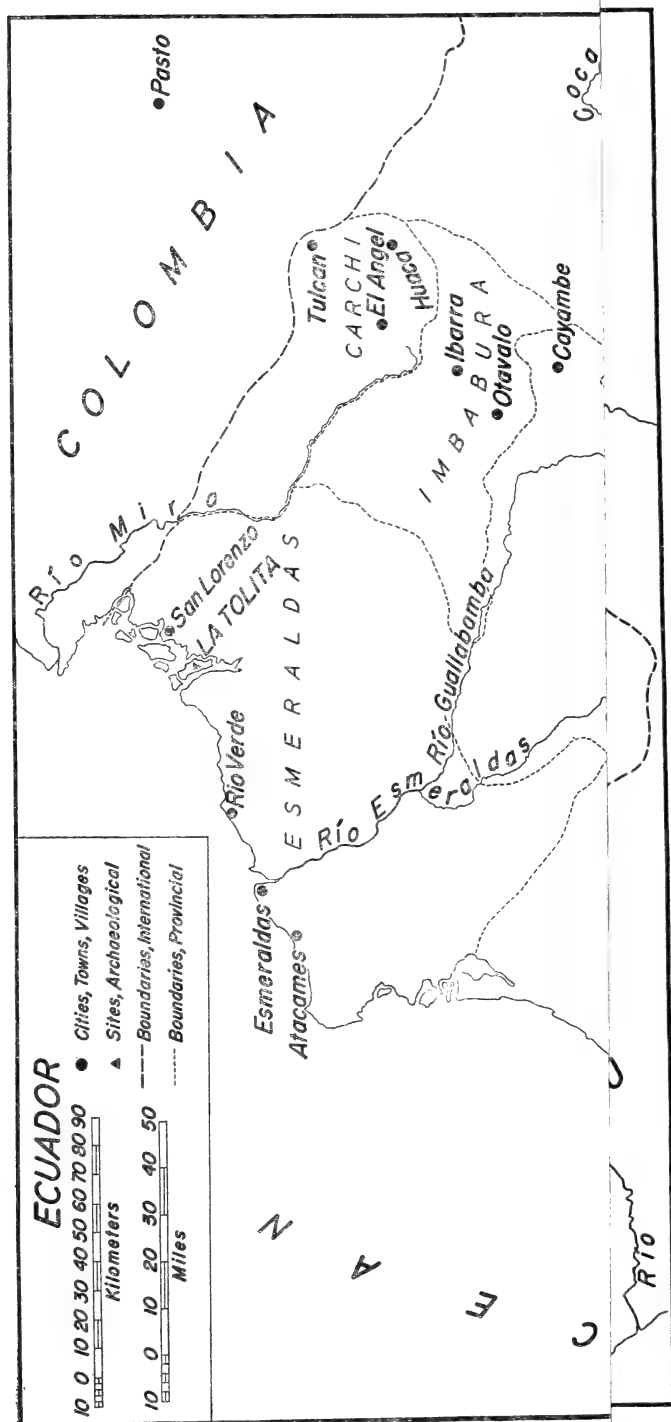 ECUADOR
10 0 10 20 30 40 50 60 70 80 90
Kilometers
10 0 10 20 30 40 50
Miles
Cities, Towns, Villages
Sites, Archaeological
Boundaries, International
Boundaries, Provincial
COLOMBIA
Pasto
Río Mira
San Lorenzo
LA TOLITA
Río Verde
ESMERALDAS
Esmeraldas
Atacames
Río Esmeraldas
Río Guallabamba
Tulcan
CARCHI
El Angel
Huaca
Ibarra
IMBABURA
Otavalo
Cayambe
Coca
C E A N
Río